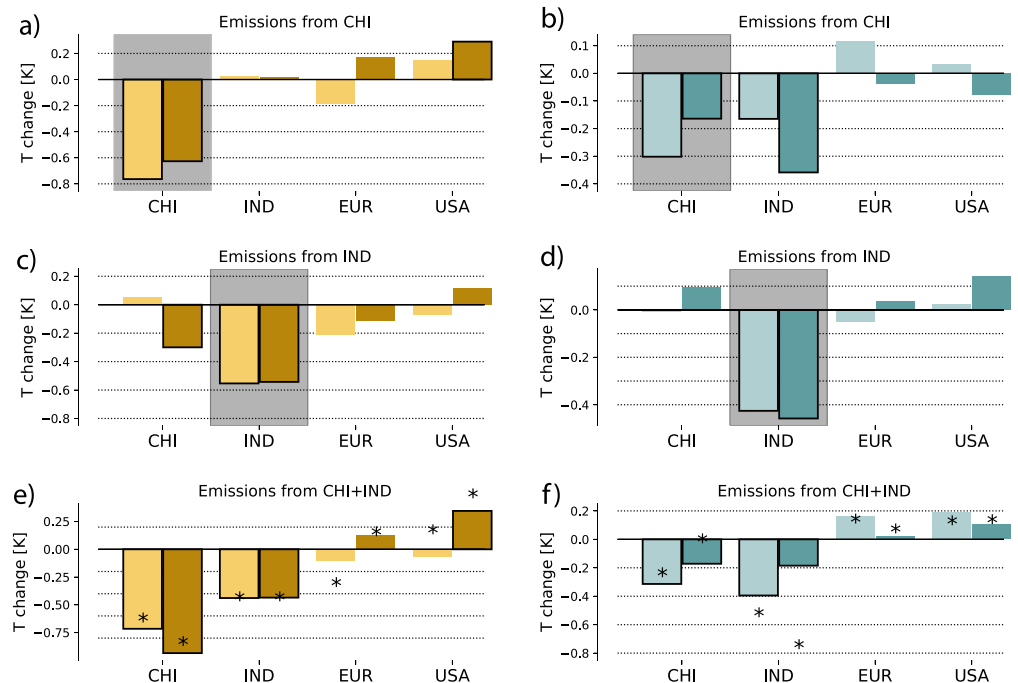 a)
Emissions from CHI
T change [K]
0.2
0.0
−0.2
−0.4
−0.6
−0.8
CHI IND EUR USA
b)
Emissions from CHI
T change [K]
0.1
0.0
−0.1
−0.2
−0.3
−0.4
CHI IND EUR USA
c)
Emissions from IND
T change [K]
0.2
0.0
−0.2
−0.4
−0.6
−0.8
CHI IND EUR USA
d)
Emissions from IND
T change [K]
0.0
−0.2
−0.4
CHI IND EUR USA
e)
Emissions from CHI+IND
T change [K]
0.25
0.00
−0.25
−0.50
−0.75
* * * * * * * *
CHI IND EUR USA
f)
Emissions from CHI+IND
T change [K]
0.2
0.0
−0.2
−0.4
−0.6
−0.8
* * * * * * * *
CHI IND EUR USA